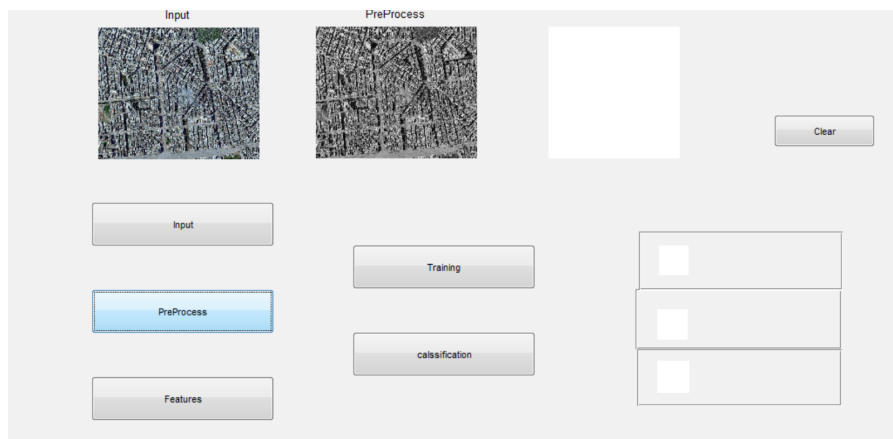 Input
PreProcess
Clear
Input
Training
PreProcess
calssification
Features